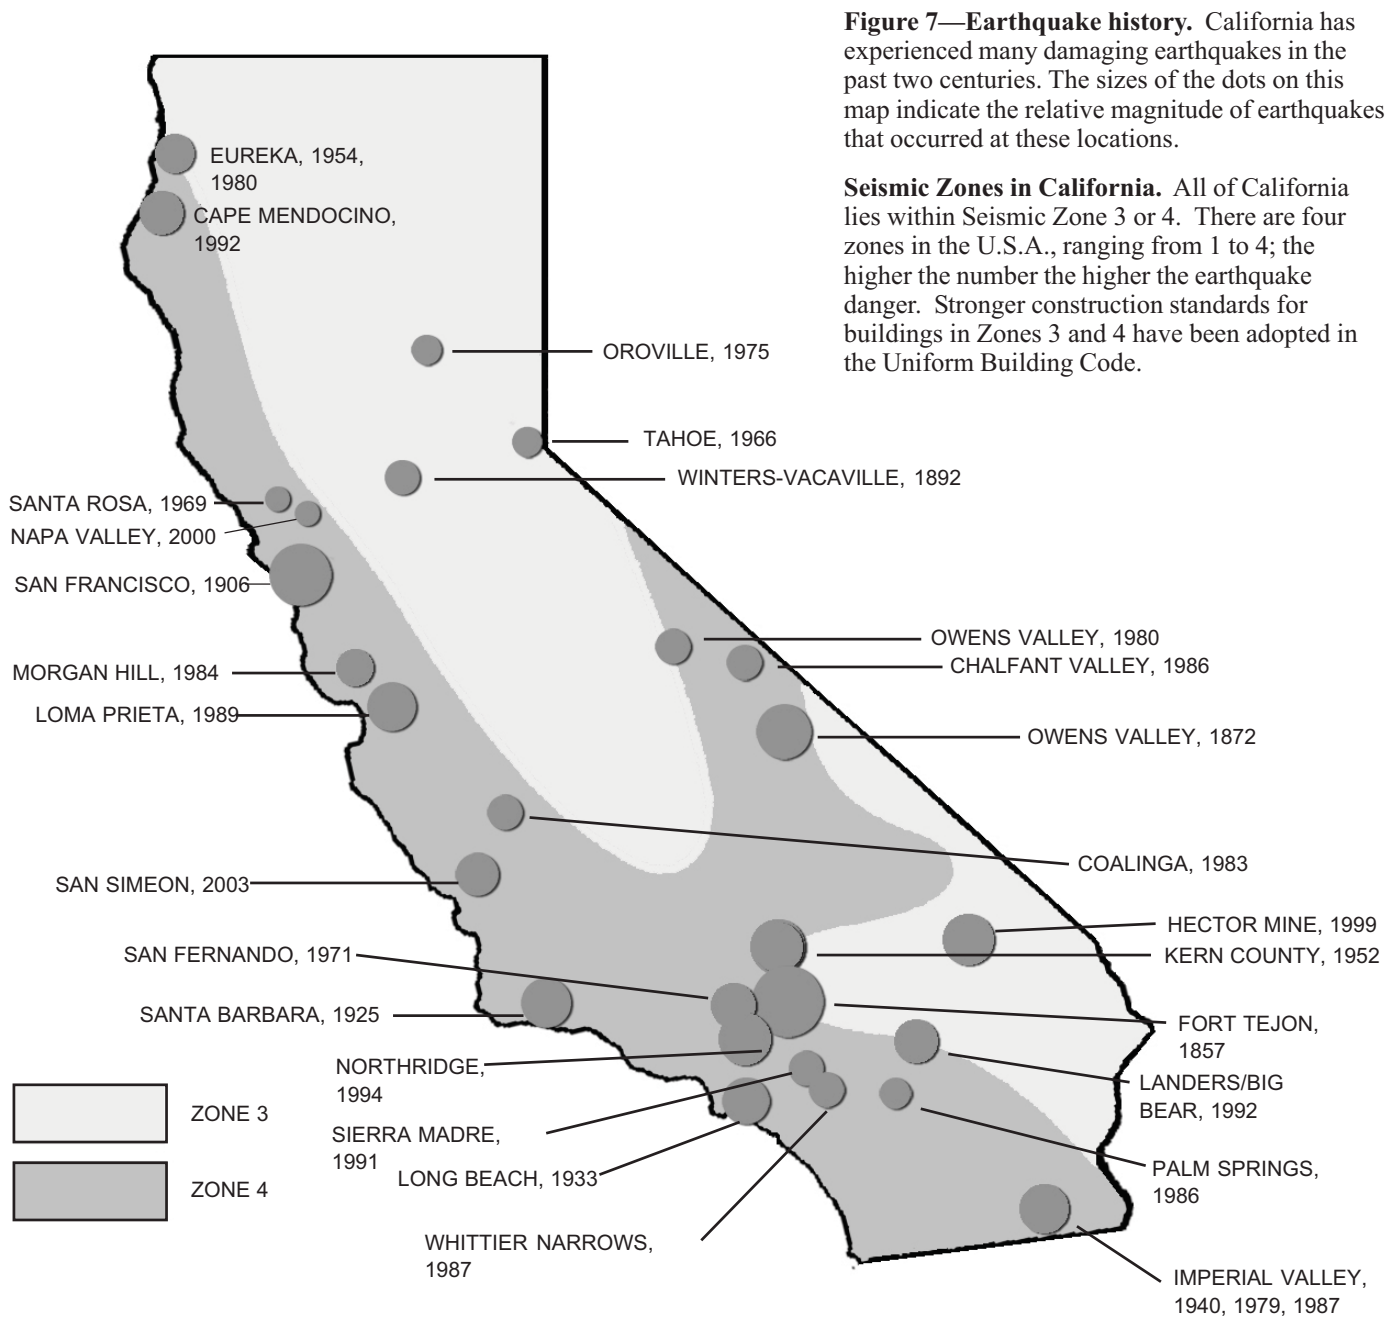 Figure 7—Earthquake history. California has
experienced many damaging earthquakes in the
past two centuries. The sizes of the dots on this
map indicate the relative magnitude of earthquakes
that occurred at these locations.
Seismic Zones in California. All of California
lies within Seismic Zone 3 or 4. There are four
zones in the U.S.A., ranging from 1 to 4; the
higher the number the higher the earthquake
danger. Stronger construction standards for
buildings in Zones 3 and 4 have been adopted in
the Uniform Building Code.
EUREKA, 1954,
1980
CAPE MENDOCINO,
1992
OROVILLE, 1975
TAHOE, 1966
WINTERS-VACAVILLE, 1892
SANTA ROSA, 1969
NAPA VALLEY, 2000
SAN FRANCISCO, 1906
OWENS VALLEY, 1980
CHALFANT VALLEY, 1986
MORGAN HILL, 1984
LOMA PRIETA, 1989
OWENS VALLEY, 1872
COALINGA, 1983
SAN SIMEON, 2003
HECTOR MINE, 1999
KERN COUNTY, 1952
SAN FERNANDO, 1971
SANTA BARBARA, 1925
FORT TEJON,
1857
NORTHRIDGE,
1994
LANDERS/BIG
BEAR, 1992
ZONE 3
SIERRA MADRE,
1991
LONG BEACH, 1933
PALM SPRINGS,
1986
ZONE 4
WHITTIER NARROWS,
1987
IMPERIAL VALLEY,
1940, 1979, 1987